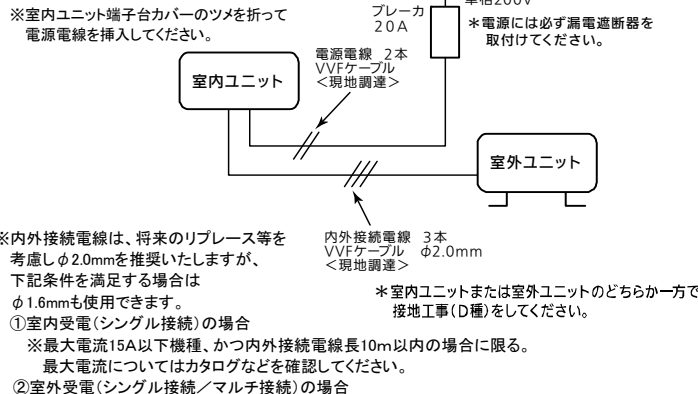 ※室内ユニット端子台カバーのツメを折って
電源電線を挿入してください。
単相200V
ブレーカ
20A
＊電源には必ず漏電遮断器を
取付けてください。
電源電線 2本
VVFケーブル
＜現地調達＞
室内ユニット
室外ユニット
内外接続電線 3本
VVFケーブル φ2.0mm
＜現地調達＞
※内外接続電線は、将来のリプレース等を
考慮しφ2.0mmを推奨いたしますが、
下記条件を満足する場合は
φ1.6mmも使用できます。
＊室内ユニットまたは室外ユニットのどちらか一方で
接地工事(D種)をしてください。
①室内受電(シングル接続)の場合
※最大電流15A以下機種、かつ内外接続電線長10m以内の場合に限る。
最大電流についてはカタログなどを確認してください。
②室外受電(シングル接続／マルチ接続)の場合